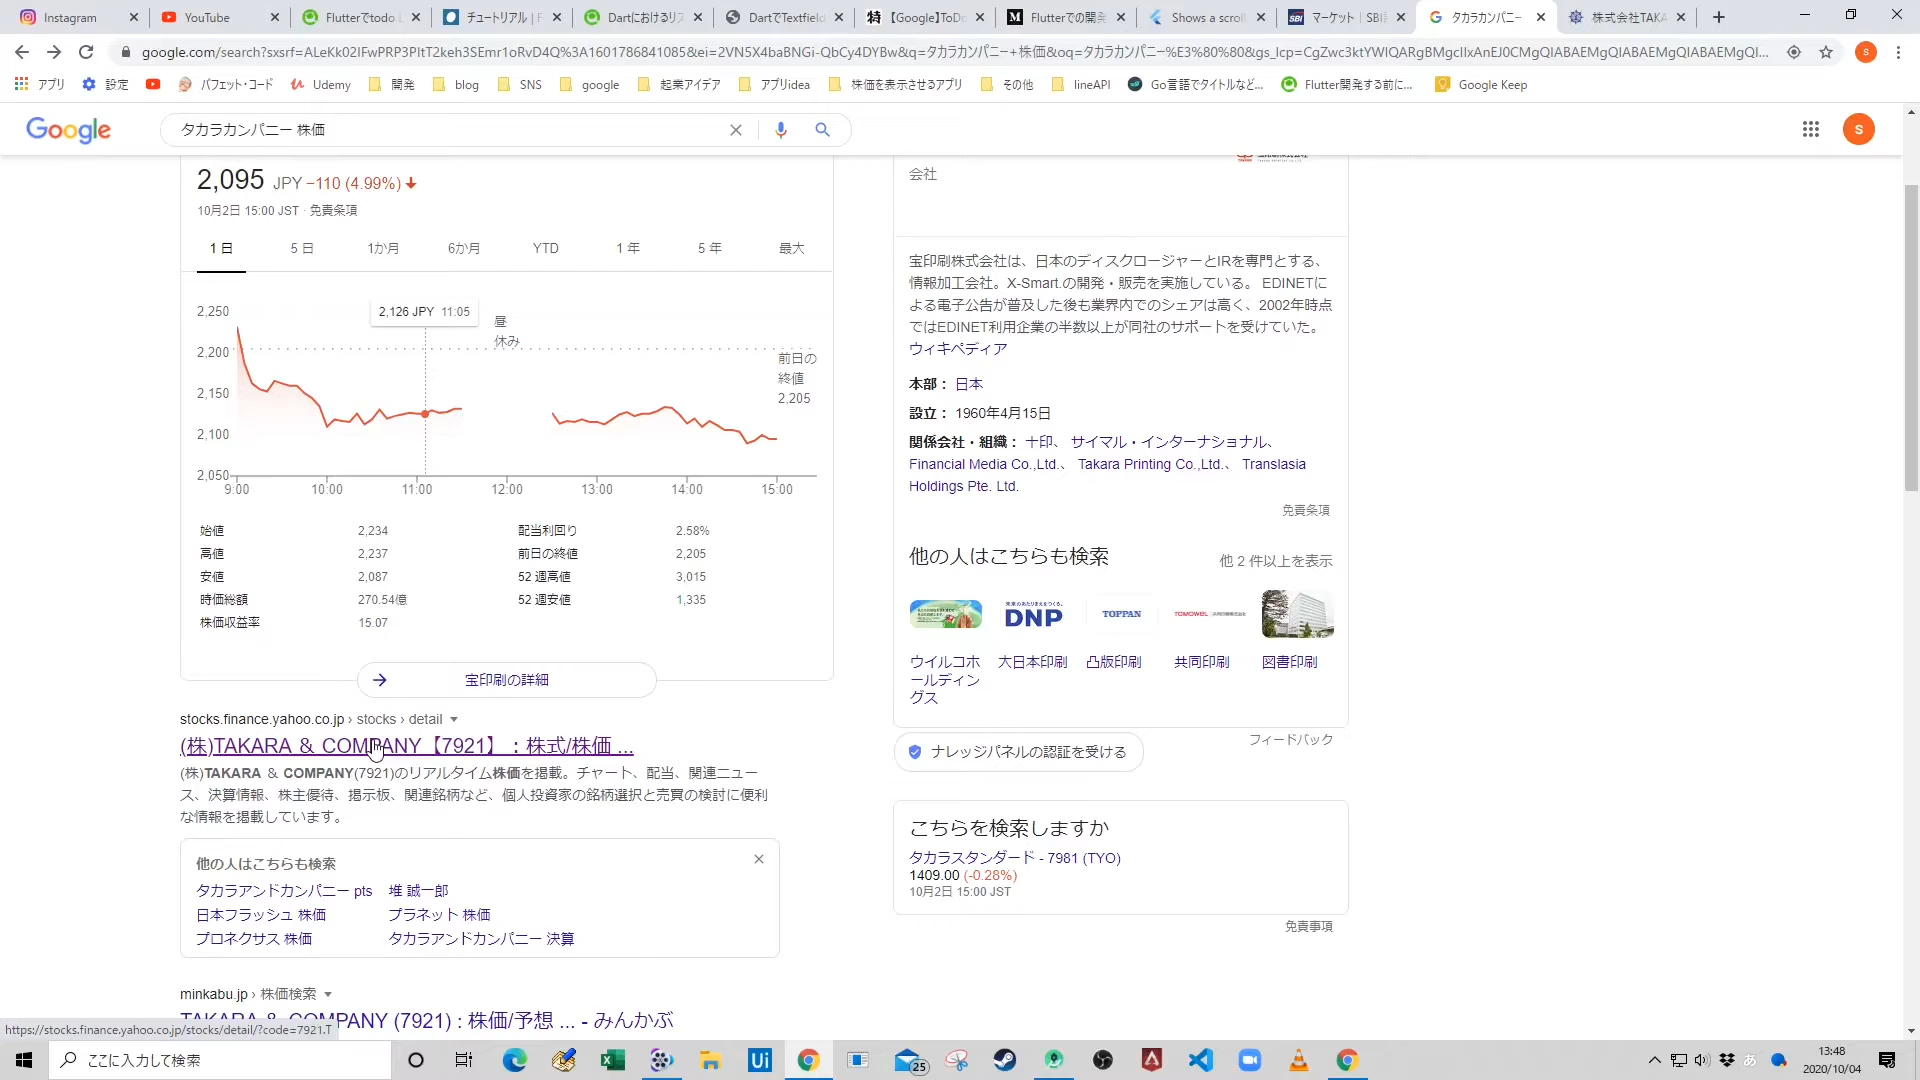 Instagram
YouTube
Flutterでtodo L
チュートリアル | F
Dartにおけるリス
DartでTextfield
【Google】ToDo
Flutterでの開発
Shows a scroll
マーケット｜SBI
タカラカンパニー
株式会社TAKA
google.com/search?sxsrf=ALeKk02IFwPRP3PItT2keh3SEmr1oRvD4Q%3A1601786841085&ei=2VN5X4baBNGi-QbCy4DYBw&q=タカラカンパニー+株価&oq=タカラカンパニー%E3%80%80&gs_lcp=CgZwc3ktYWIQARgBMgcIIxAnEJ0CMgQIABAEMgQIABAEMgQIABAEMgQI...
アプリ
設定
バフェット・コード
Udemy
開発
blog
SNS
google
起業アイデア
アプリidea
株価を表示させるアプリ
その他
lineAPI
Go言語でタイトルなど...
Flutter開発する前に...
Google Keep
Google
タカラカンパニー 株価
S
2,095 JPY −110 (4.99%)
10月2日 15:00 JST · 免責条項
1日 5日 1か月 6か月 YTD 1年 5年 最大
2,126 JPY 11:05
2,250
2,200
2,150
2,100
2,050
昼
休み
前日の
終値
2,205
9:00 10:00 11:00 12:00 13:00 14:00 15:00
始値 2,234 配当利回り 2.58%
高値 2,237 前日の終値 2,205
安値 2,087 52 週高値 3,015
時価総額 270.54億 52 週安値 1,335
株価収益率 15.07
宝印刷の詳細
stocks.finance.yahoo.co.jp › stocks › detail
(株)TAKARA ＆ COMPANY【7921】：株式/株価 ...
(株)TAKARA ＆ COMPANY(7921)のリアルタイム株価を掲載。チャート、配当、関連ニュー
ス、決算情報、株主優待、掲示板、関連銘柄など、個人投資家の銘柄選択と売買の検討に便利
な情報を掲載しています。
他の人はこちらも検索
タカラアンドカンパニー pts 堆 誠一郎
日本フラッシュ 株価 プラネット 株価
プロネクサス 株価 タカラアンドカンパニー 決算
minkabu.jp › 株価検索
TAKARA & COMPANY (7921) : 株価/予想 ... - みんかぶ
会社
宝印刷株式会社は、日本のディスクロージャーとIRを専門とする、
情報加工会社。X-Smart.の開発・販売を実施している。 EDINETに
よる電子公告が普及した後も業界内でのシェアは高く、2002年時点
ではEDINET利用企業の半数以上が同社のサポートを受けていた。
ウィキペディア
本部： 日本
設立： 1960年4月15日
関係会社・組織： 十印、 サイマル・インターナショナル、
Financial Media Co.,Ltd.、 Takara Printing Co.,Ltd.、 Translasia
Holdings Pte. Ltd.
免責条項
他の人はこちらも検索
他 2 件以上を表示
DNP
TOPPAN
TOMOWEL
ウイルコホ
ールディン
グス
大日本印刷
凸版印刷
共同印刷
図書印刷
フィードバック
ナレッジパネルの認証を受ける
こちらを検索しますか
タカラスタンダード - 7981 (TYO)
1409.00 (-0.28%)
10月2日 15:00 JST
免責事項
https://stocks.finance.yahoo.co.jp/stocks/detail/?code=7921.T
ここに入力して検索
Ui
25
あ
13:48
2020/10/04